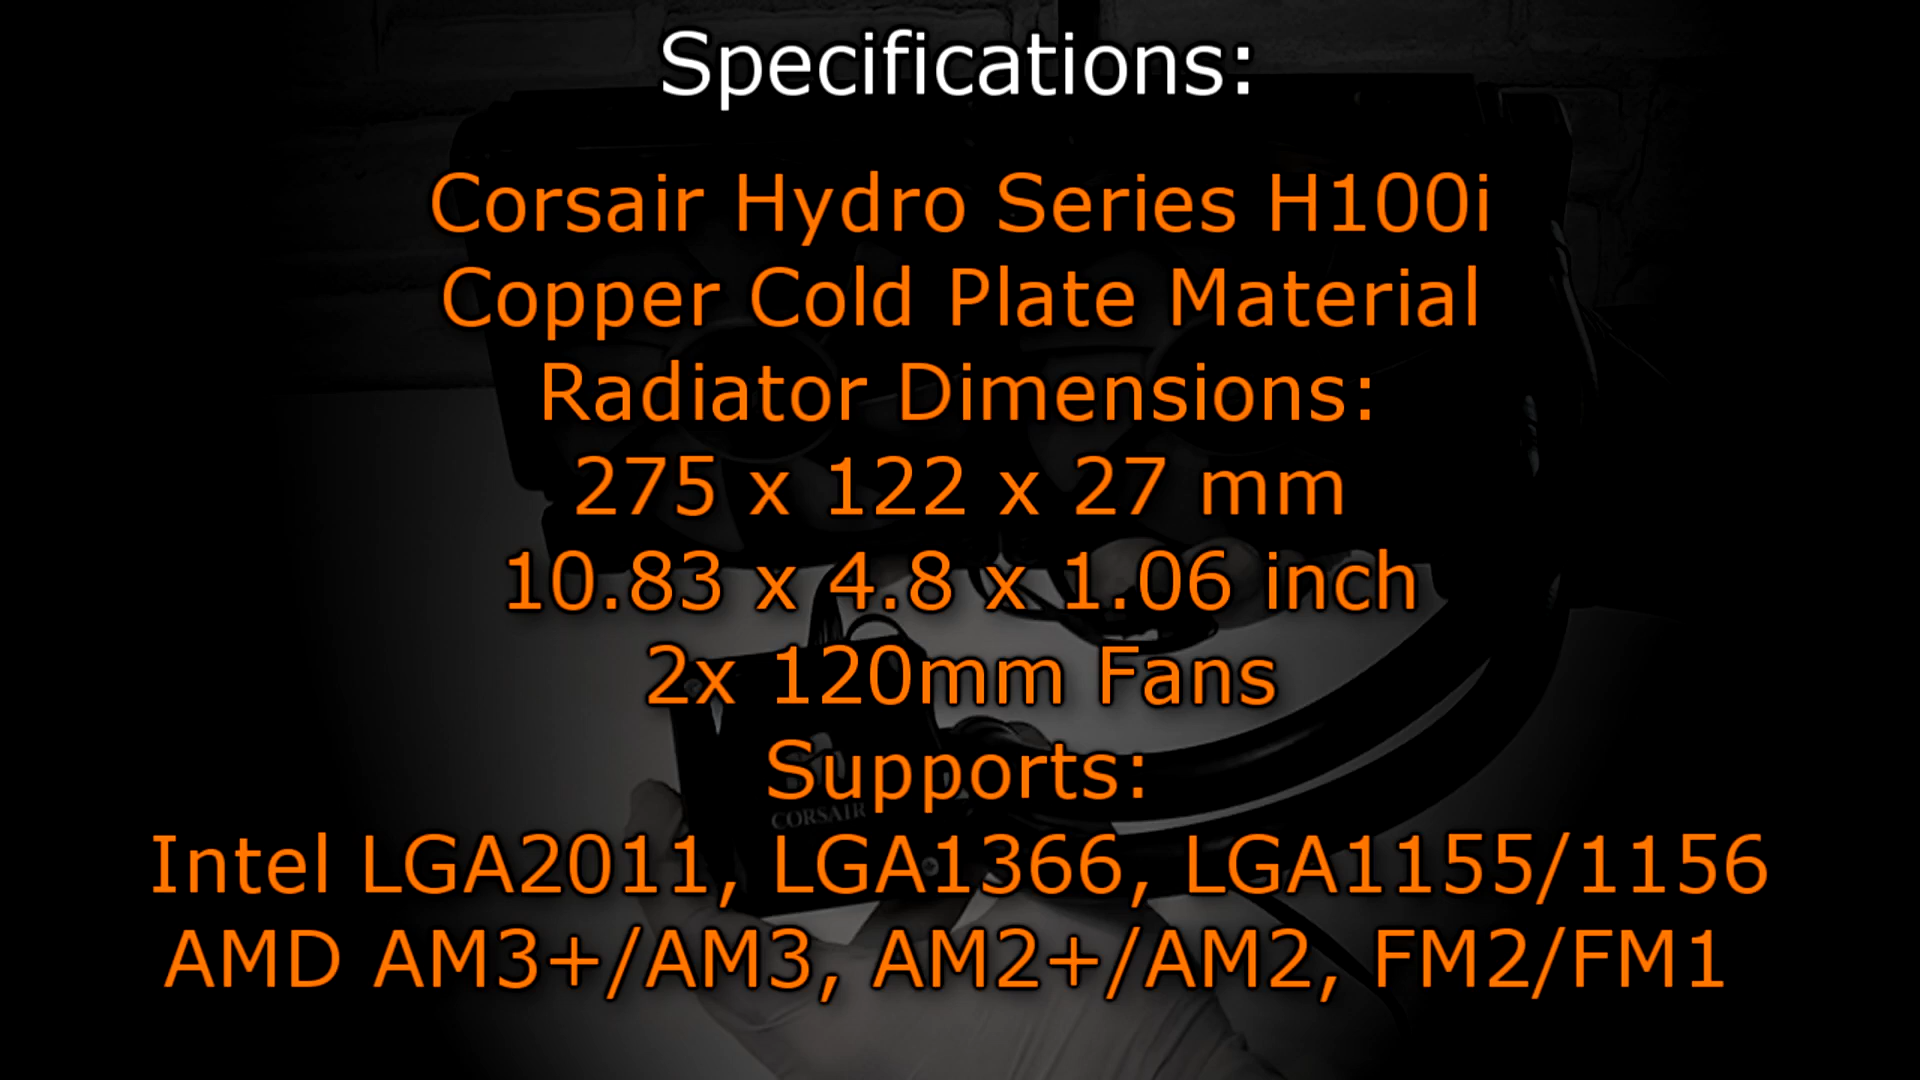 Specifications:
Corsair Hydro Series H100i
Copper Cold Plate Material
Radiator Dimensions:
275 x 122 x 27 mm
10.83 x 4.8 x 1.06 inch
2x 120mm Fans
Supports:
CORSAIR
Intel LGA2011, LGA1366, LGA1155/1156
AMD AM3+/AM3, AM2+/AM2, FM2/FM1